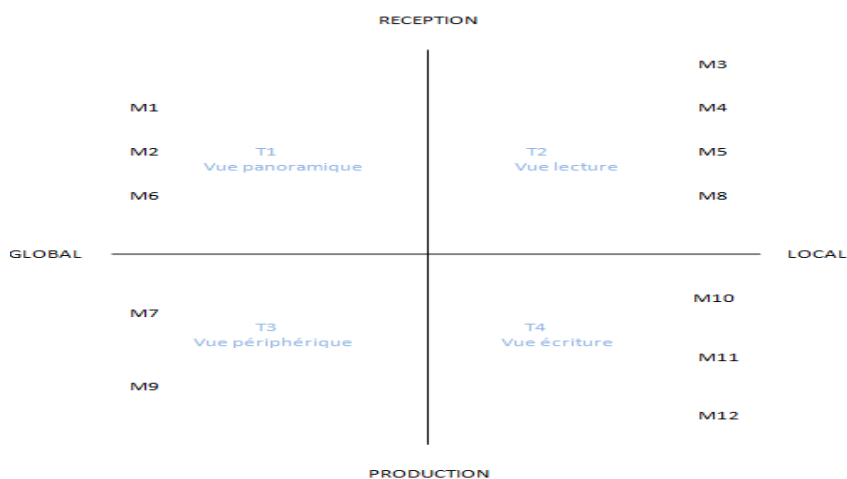 RECEPTION
M3
M1
M4
M2
T1
Vue panoramique
T2
Vue lecture
M5
M6
M8
GLOBAL
LOCAL
M10
M7
T3
Vue périphérique
T4
Vue écriture
M11
M9
M12
PRODUCTION